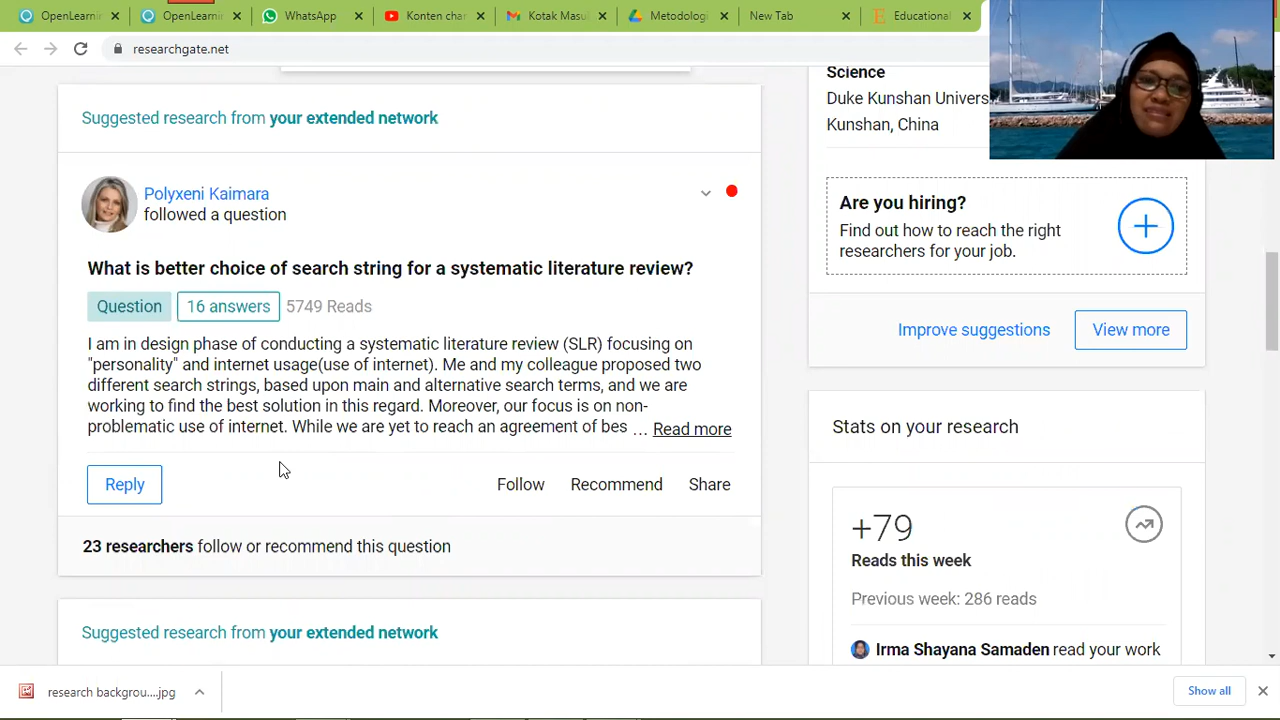 OpenLearnin
OpenLearnin
WhatsApp
Konten chan
Kotak Masu
Metodologi
New Tab
Educational
researchgate.net
Suggested research from your extended network
Polyxeni Kaimara
followed a question
What is better choice of search string for a systematic literature review?
Question 16 answers 5749 Reads
I am in design phase of conducting a systematic literature review (SLR) focusing on
"personality" and internet usage(use of internet). Me and my colleague proposed two
different search strings, based upon main and alternative search terms, and we are
working to find the best solution in this regard. Moreover, our focus is on non-
problematic use of internet. While we are yet to reach an agreement of bes ... Read more
Reply Follow Recommend Share
23 researchers follow or recommend this question
Suggested research from your extended network
Science
Duke Kunshan Univers
Kunshan, China
Are you hiring?
Find out how to reach the right
researchers for your job.
Improve suggestions View more
Stats on your research
+79
Reads this week
Previous week: 286 reads
Irma Shayana Samaden read your work
research backgrou....jpg
Show all